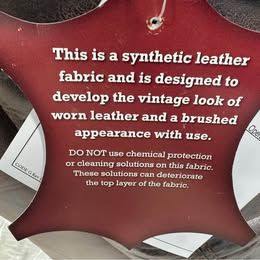 This is a synthetic leather
fabric and is designed to
develop the vintage look of
worn leather and a brushed
appearance with use.
DO NOT use chemical protection
or cleaning solutions on this fabric.
These solutions can deteriorate
the top layer of the fabric.